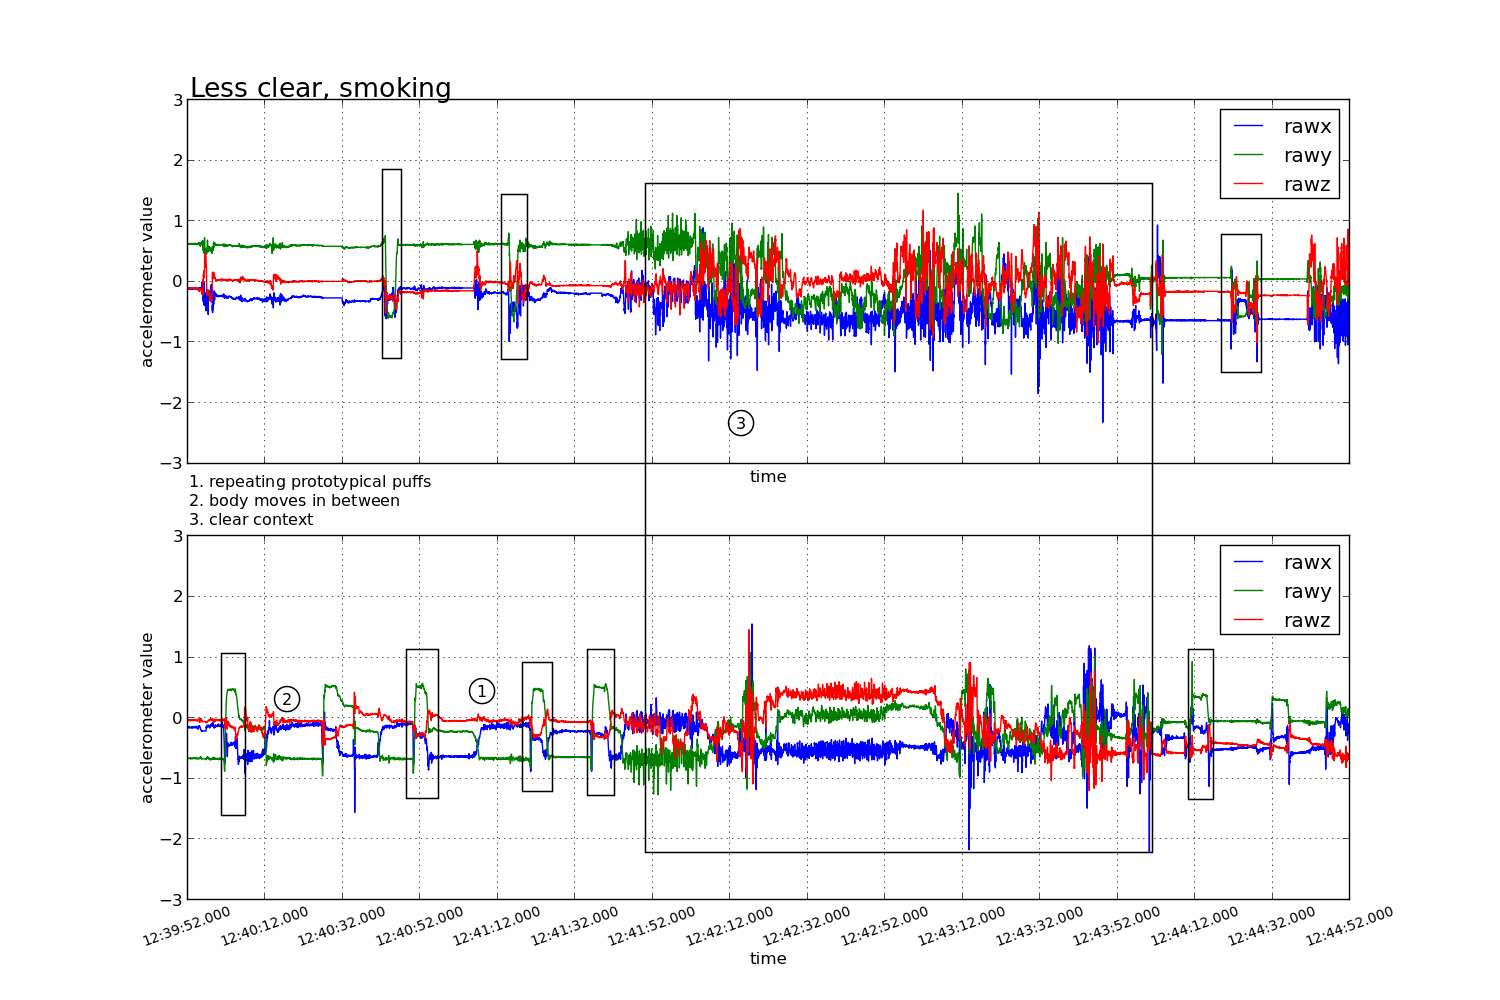 Less clear, smoking
3
2
1
0
−1
−2
−3
accelerometer value
rawx
rawy
rawz
3
time
1. repeating prototypical puffs
2. body moves in between
3. clear context
3
2
1
0
−1
−2
−3
accelerometer value
rawx
rawy
rawz
2
1
12:39:52.000
12:40:12.000
12:40:32.000
12:40:52.000
12:41:12.000
12:41:32.000
12:41:52.000
12:42:12.000
12:42:32.000
12:42:52.000
12:43:12.000
12:43:32.000
12:43:52.000
12:44:12.000
12:44:32.000
12:44:52.000
time